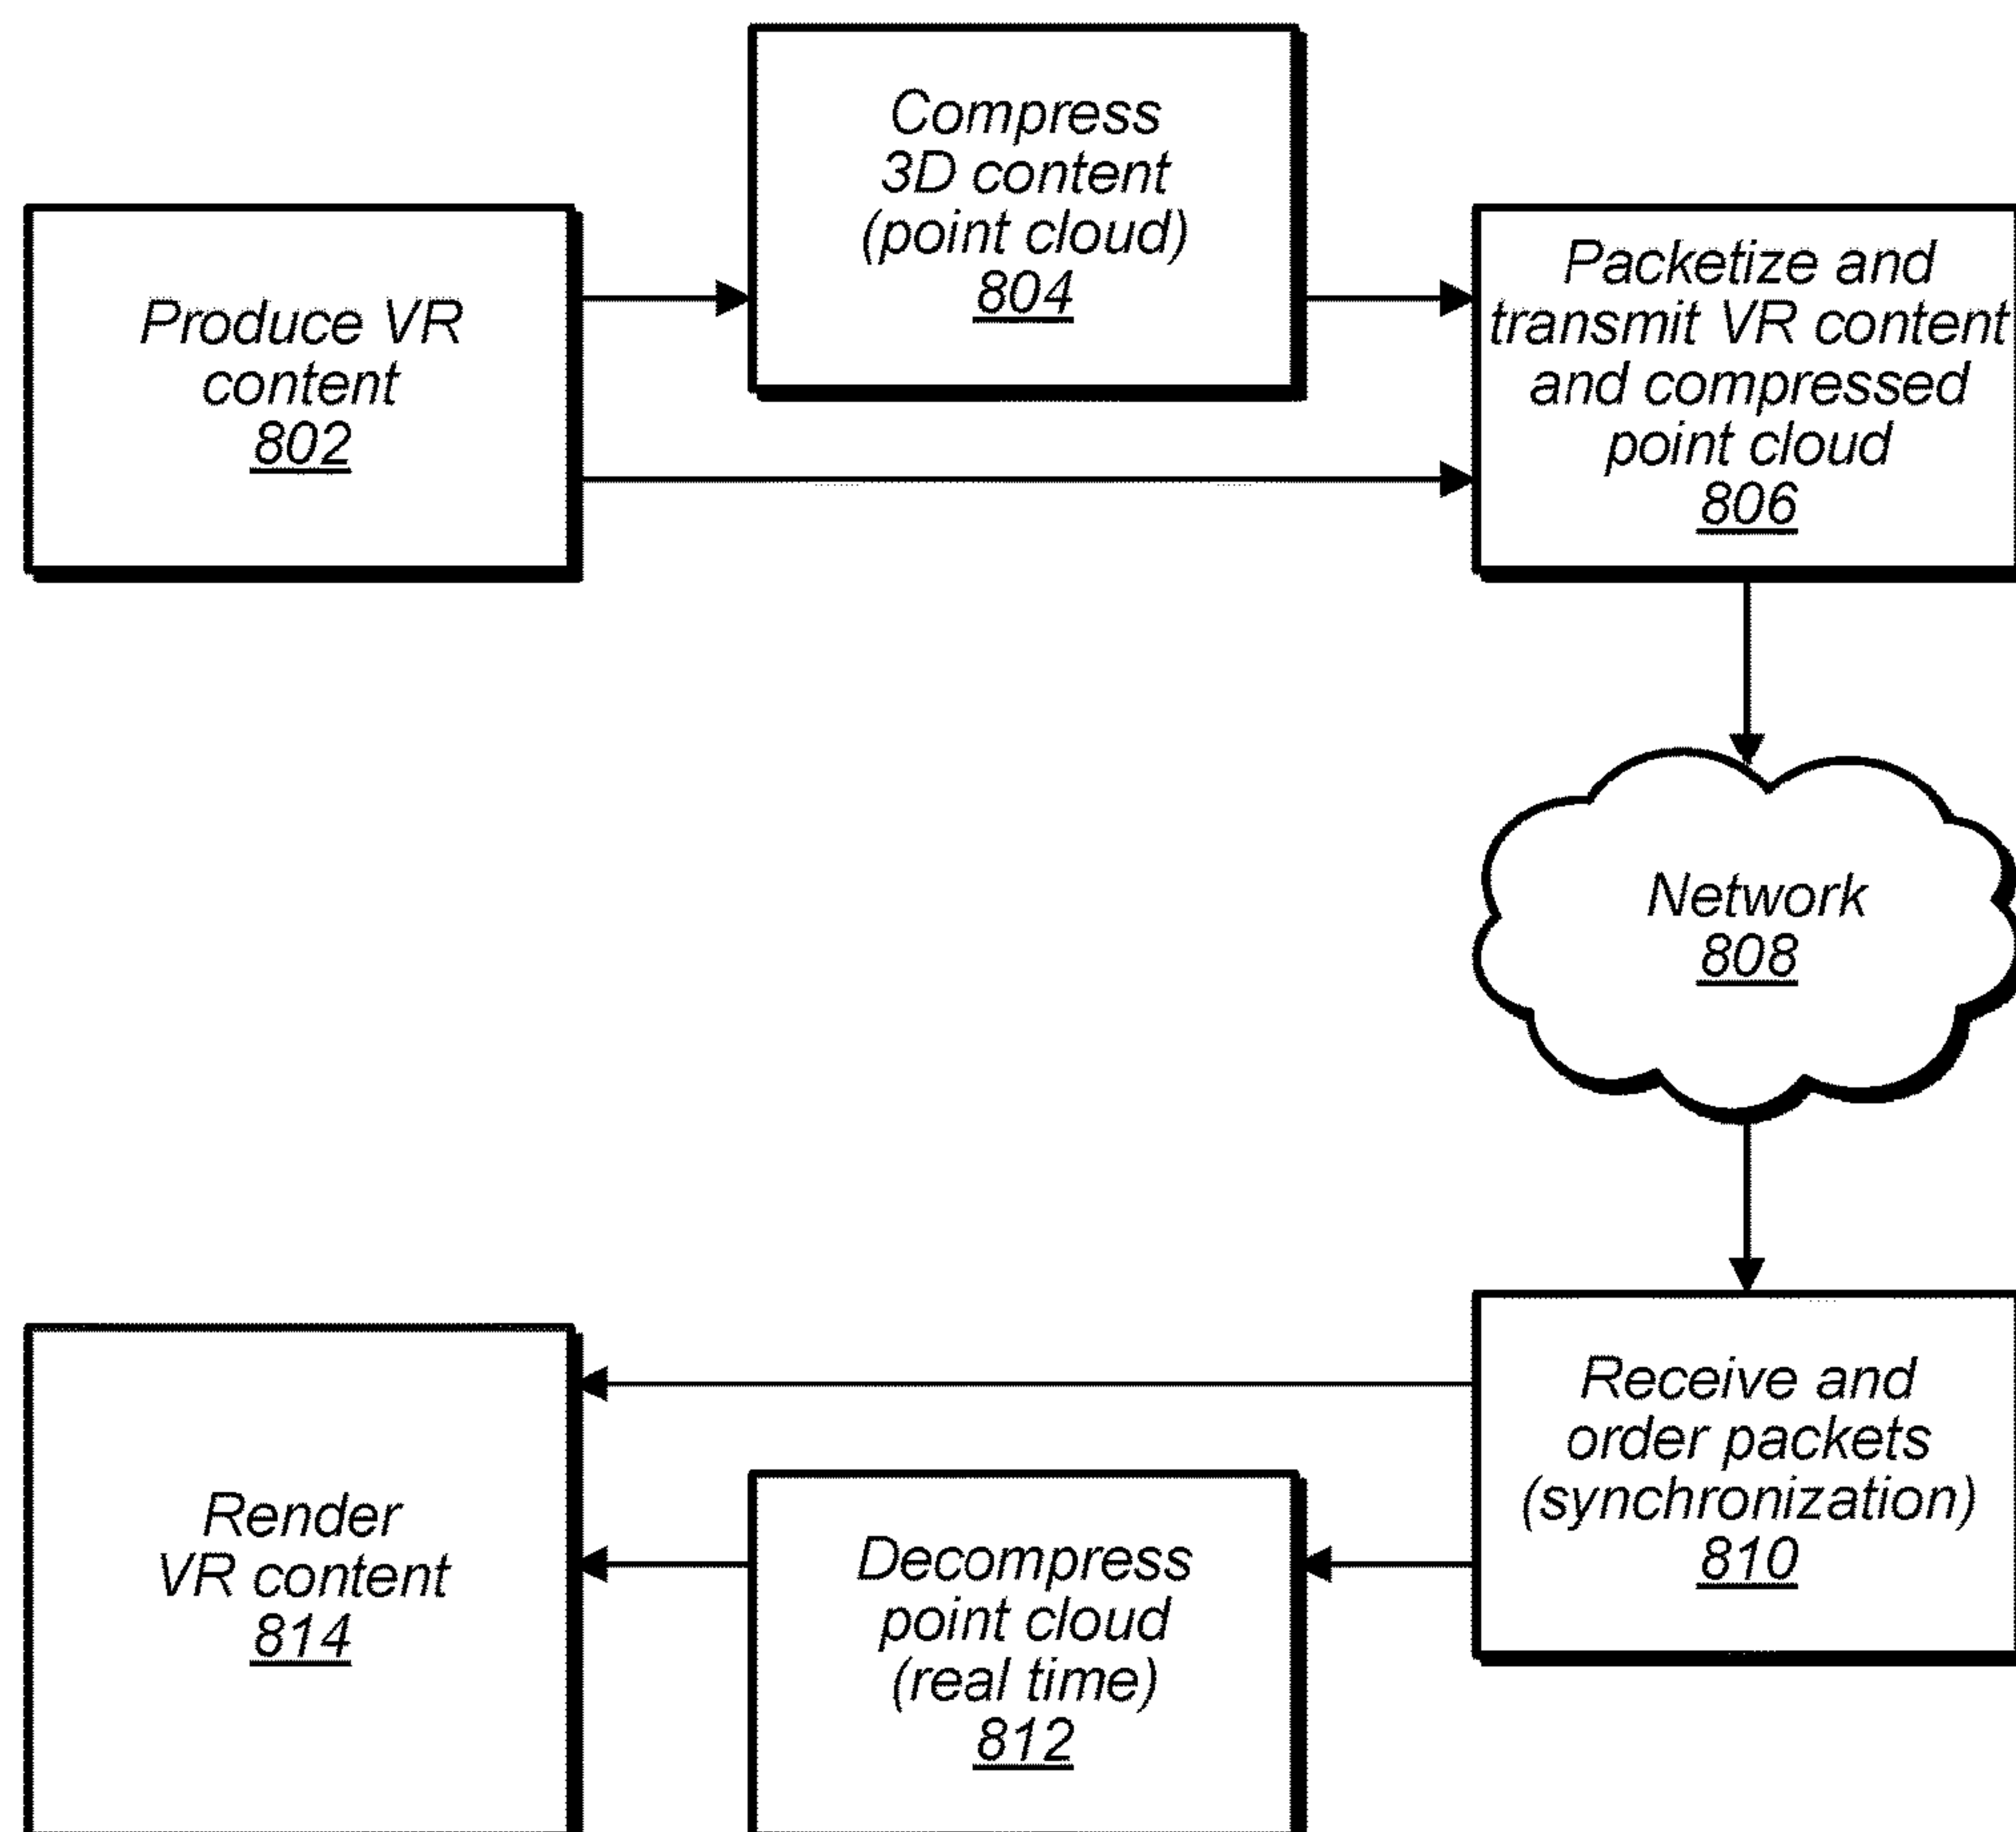 Compress
3D content
(point cloud)
804
Produce VR
content
802
Packetize and
transmit VR content
and compressed
point cloud
806
Network
808
Receive and
order packets
(synchronization)
810
Decompress
point cloud
(real time)
812
Render
VR content
814